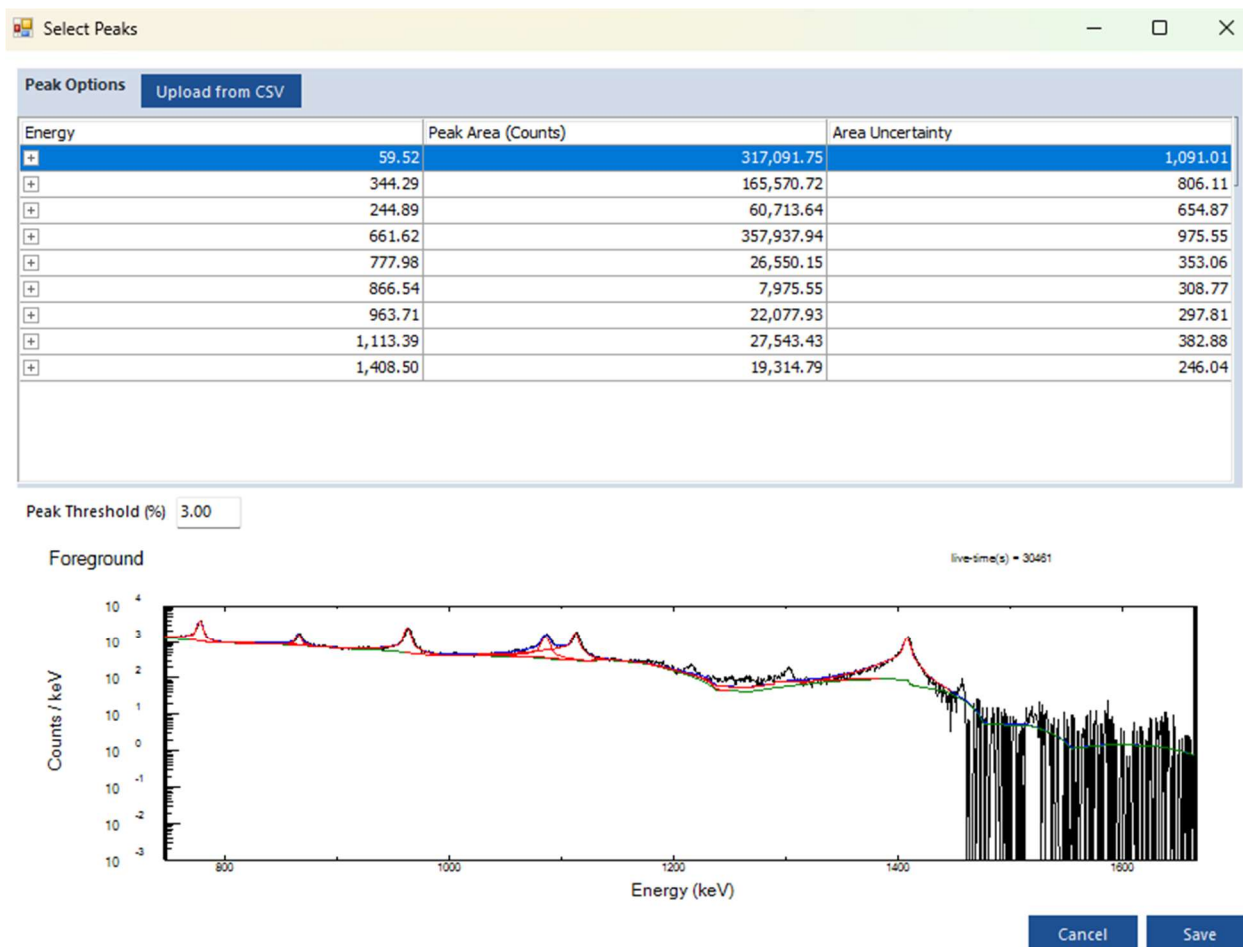 Select Peaks
Peak Options Upload from CSV
Energy Peak Area (Counts) Area Uncertainty
59.52 317,091.75 1,091.01
344.29 165,570.72 806.11
244.89 60,713.64 654.87
661.62 357,937.94 975.55
777.98 26,550.15 353.06
866.54 7,975.55 308.77
963.71 22,077.93 297.81
1,113.39 27,543.43 382.88
1,408.50 19,314.79 246.04
Peak Threshold (%) 3.00
Foreground live-time(s) = 30461
10 4
10 3
10 2
10 1
10 0
10 -1
10 -2
10 -3
Counts / keV
800 1000 1200 1400 1600
Energy (keV)
Cancel Save